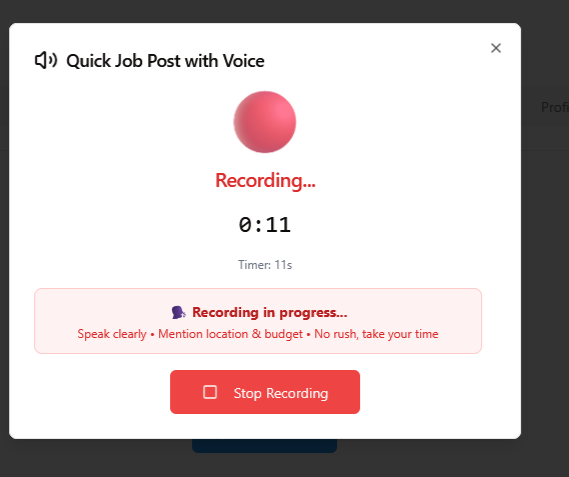 Quick Job Post with Voice
Profi
Recording...
0:11
Timer: 11s
🗣 Recording in progress...
Speak clearly • Mention location & budget • No rush, take your time
Stop Recording